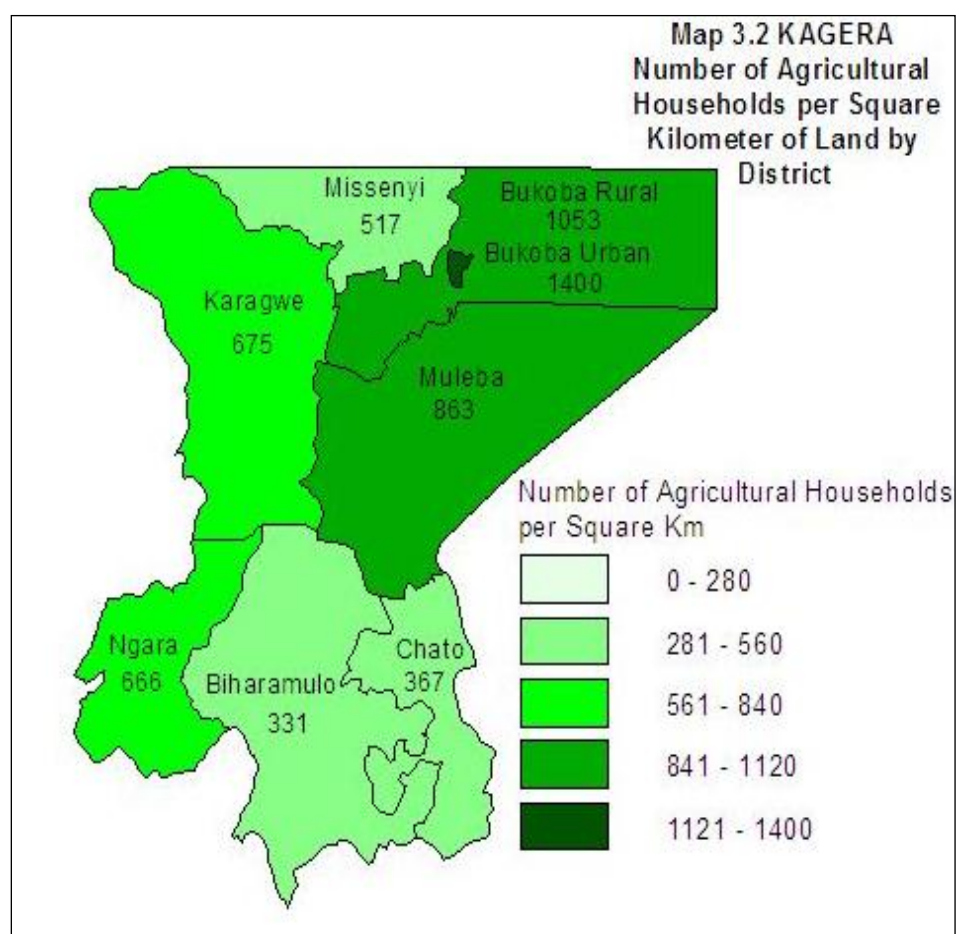 Map 3.2 KAGERA
Number of Agricultural
Households per Square
Kilometer of Land by
District
Missenyi
517
Bukoba Rural
1053
Bukoba Urban
1400
Karagwe
675
Muleba
863
Ngara
666
Biharamulo
331
Chato
367
Number of Agricultural Households
per Square Km
0 - 280
281 - 560
561 - 840
841 - 1120
1121 - 1400